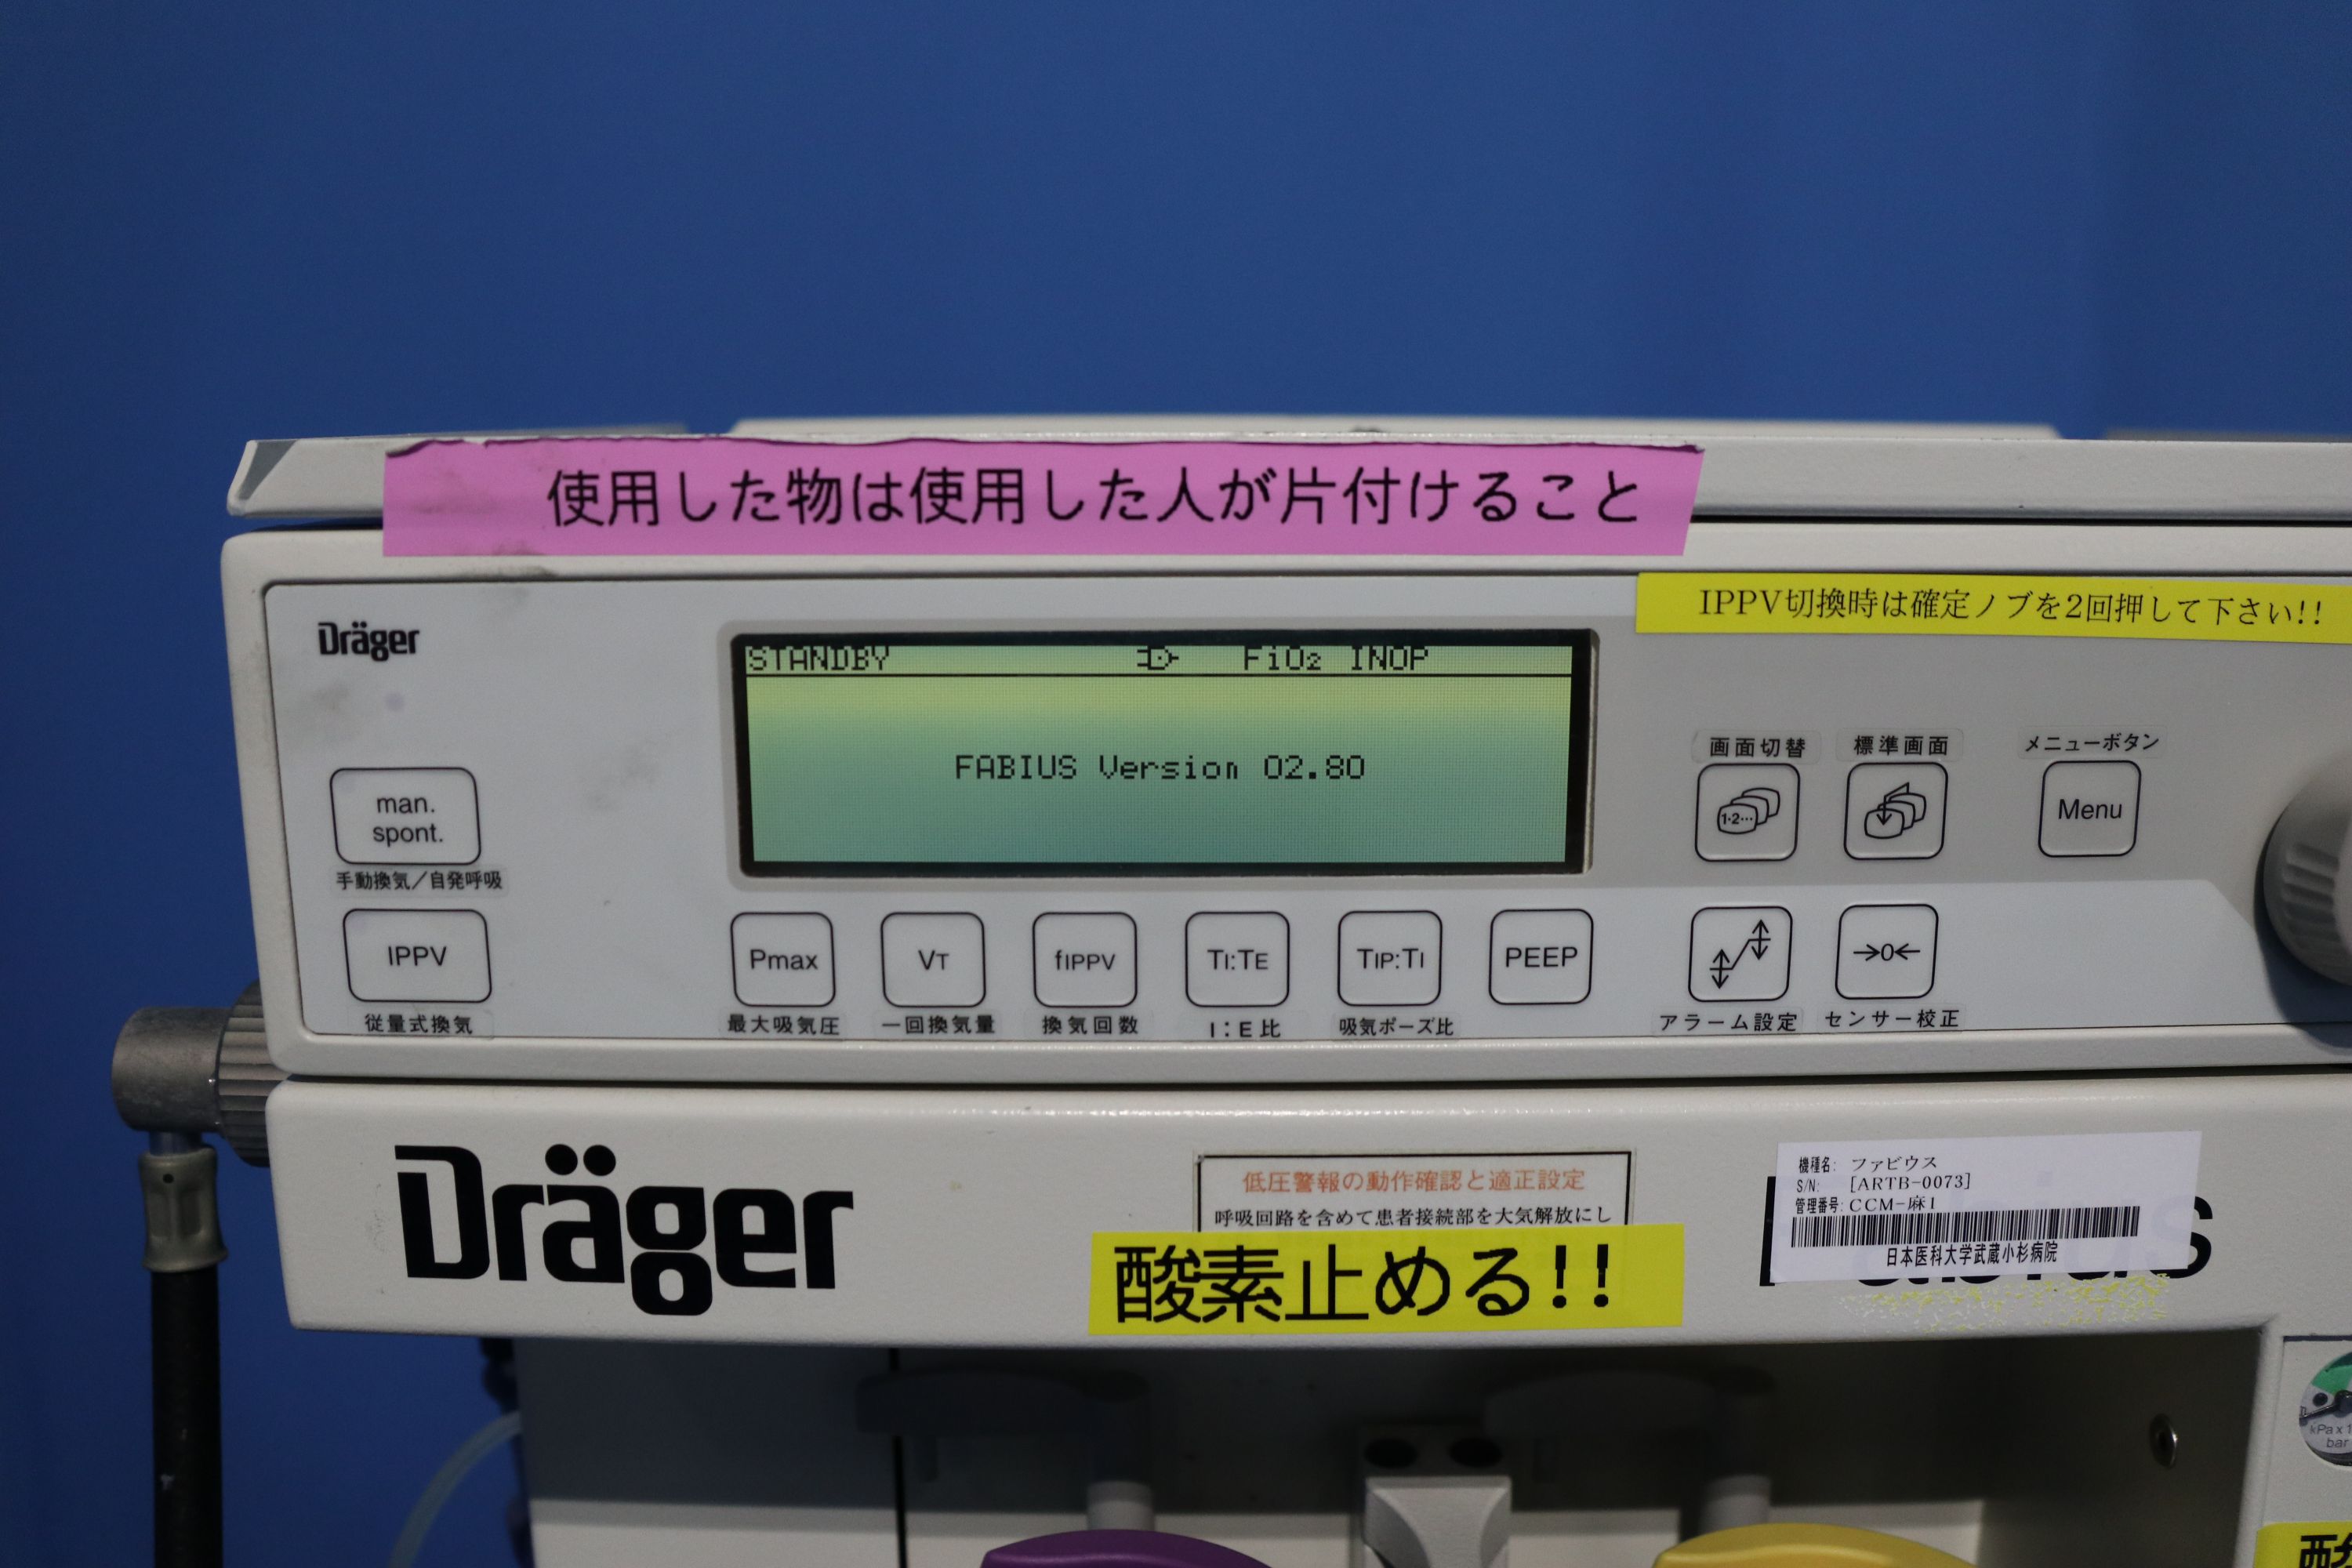 使用した物は使用した人が片付けること
IPPV切換時は確定ノブを2回押して下さい!!
Dräger
STANDBY FiO2 INOP
FABIUS Version 02.80
画面切替 標準画面 メニューボタン
1·2··· Menu
man.
spont.
手動換気/自発呼吸
IPPV Pmax VT fIPPV TI:TE TIP:TI PEEP →0←
従量式換気 最大吸気圧 一回換気量 換気回数 I:E比 吸気ポーズ比 アラーム設定 センサー校正
Dräger
低圧警報の動作確認と適正設定
呼吸回路を含めて患者接続部を大気解放にし
酸素止める!!
機種名: ファビウス
S/N: [ARTB-0073]
管理番号: CCM-麻1
日本医科大学武蔵小杉病院
kPa x 1
bar